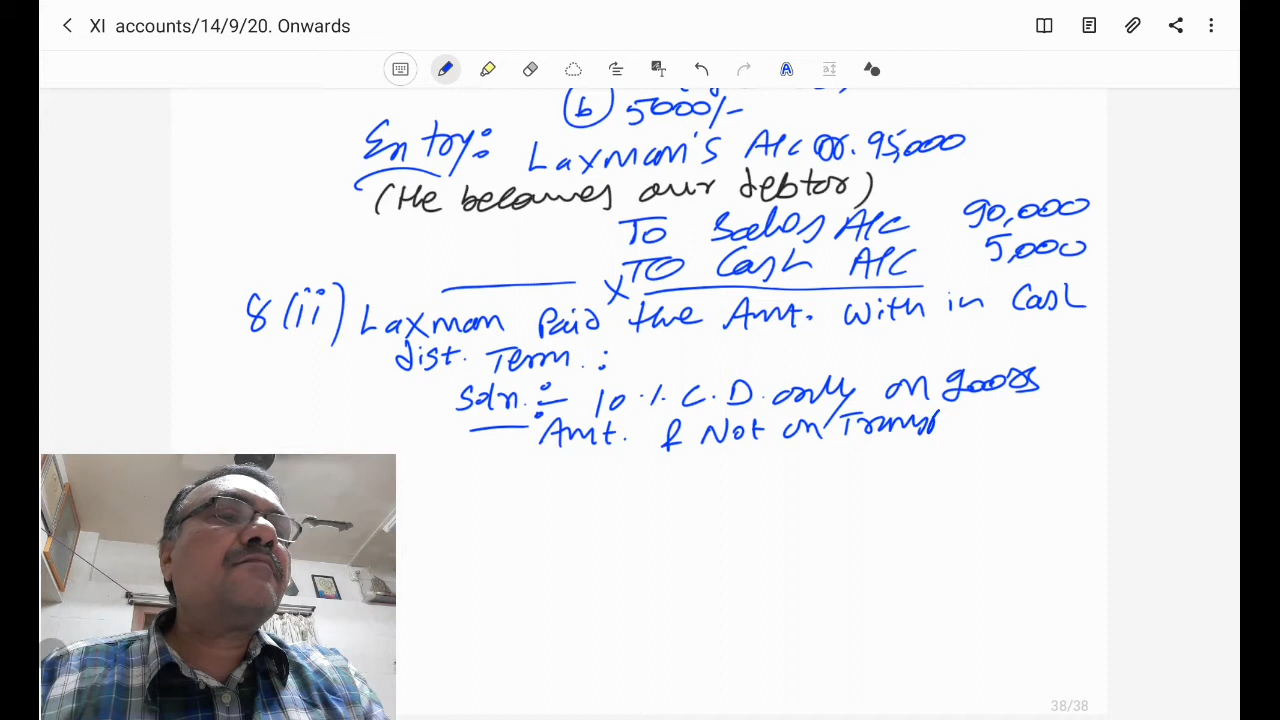 XI accounts/14/9/20. Onwards
(b) 5000/-
Entry: Laxman's A/c Dr. 95,000
(He becomes our debtor)
To Sales A/c 90,000
TO Cash A/c 5,000
x
8 (ii) Laxman Paid the Amt. with in Cash
dist. Term.:
Soln.:- 10 % C.D. only on goods
Amt. & Not on Transp
38/38